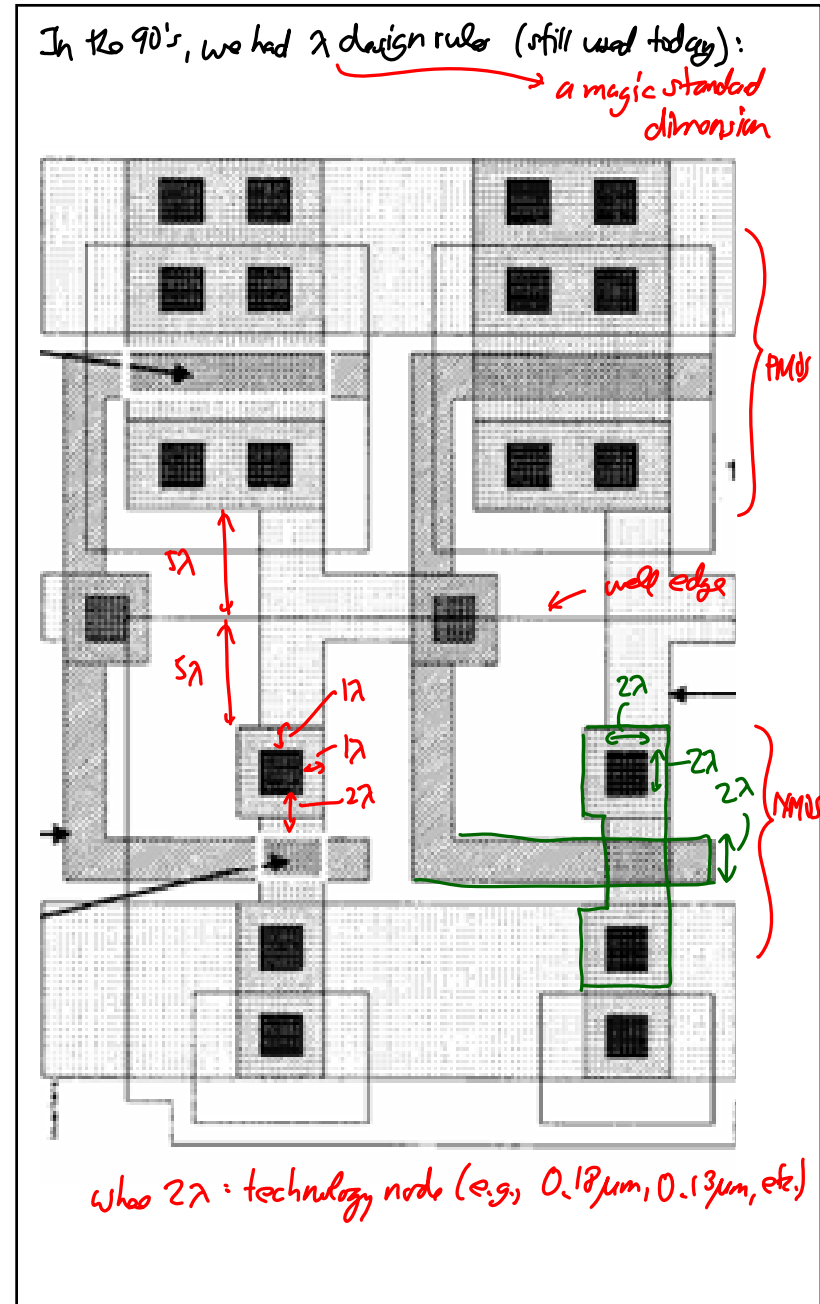 In the 90's, we had λ design rules (still used today):
a magic standard
dimension
PMOS
5λ
well edge
5λ
1λ
1λ
2λ
2λ
2λ
2λ
NMOS
where 2λ = technology node (e.g., 0.18μm, 0.13μm, etc.)